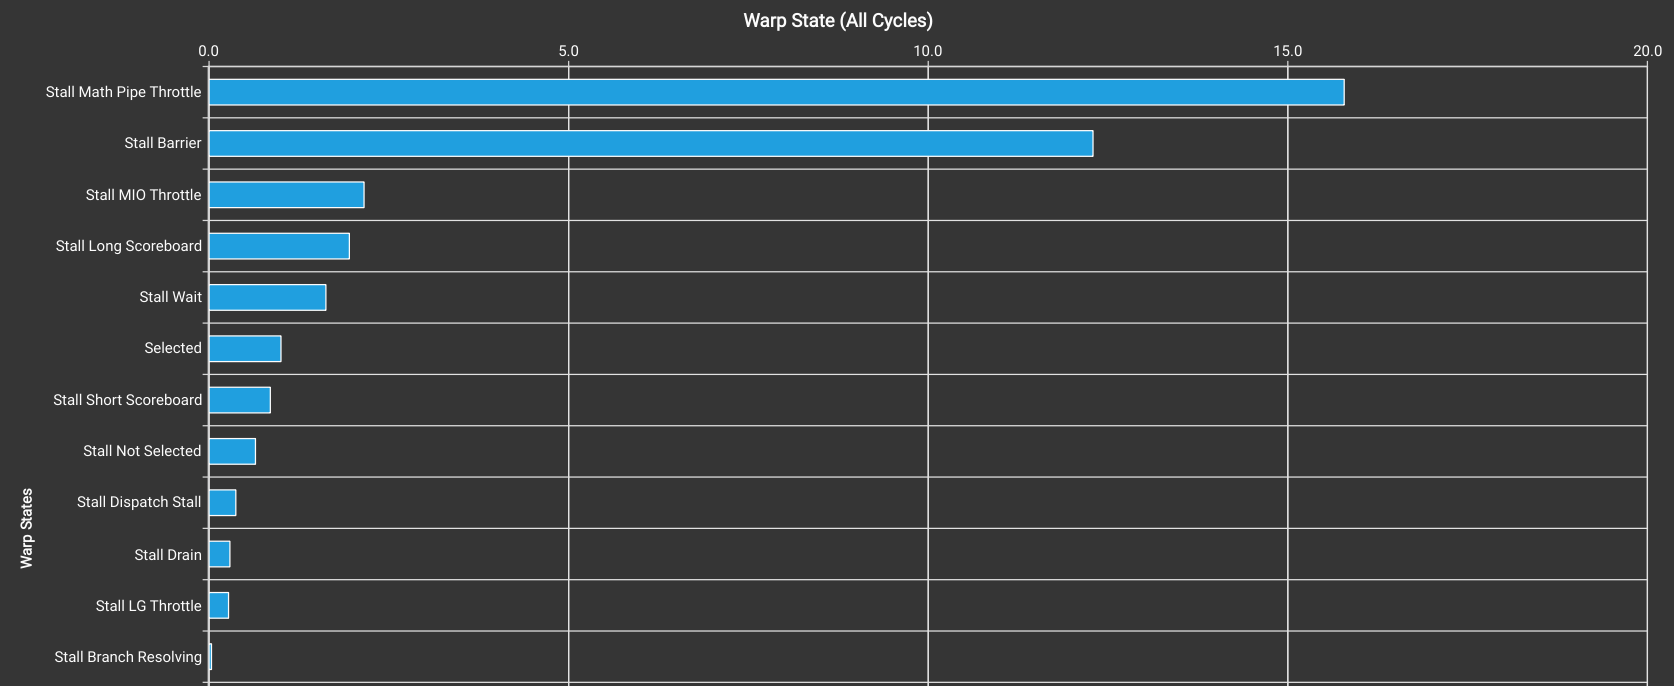 Warp State (All Cycles)
0.0 5.0 10.0 15.0 20.0
Stall Math Pipe Throttle
Stall Barrier
Stall MIO Throttle
Stall Long Scoreboard
Stall Wait
Selected
Stall Short Scoreboard
Stall Not Selected
Stall Dispatch Stall
Stall Drain
Stall LG Throttle
Stall Branch Resolving
Warp States